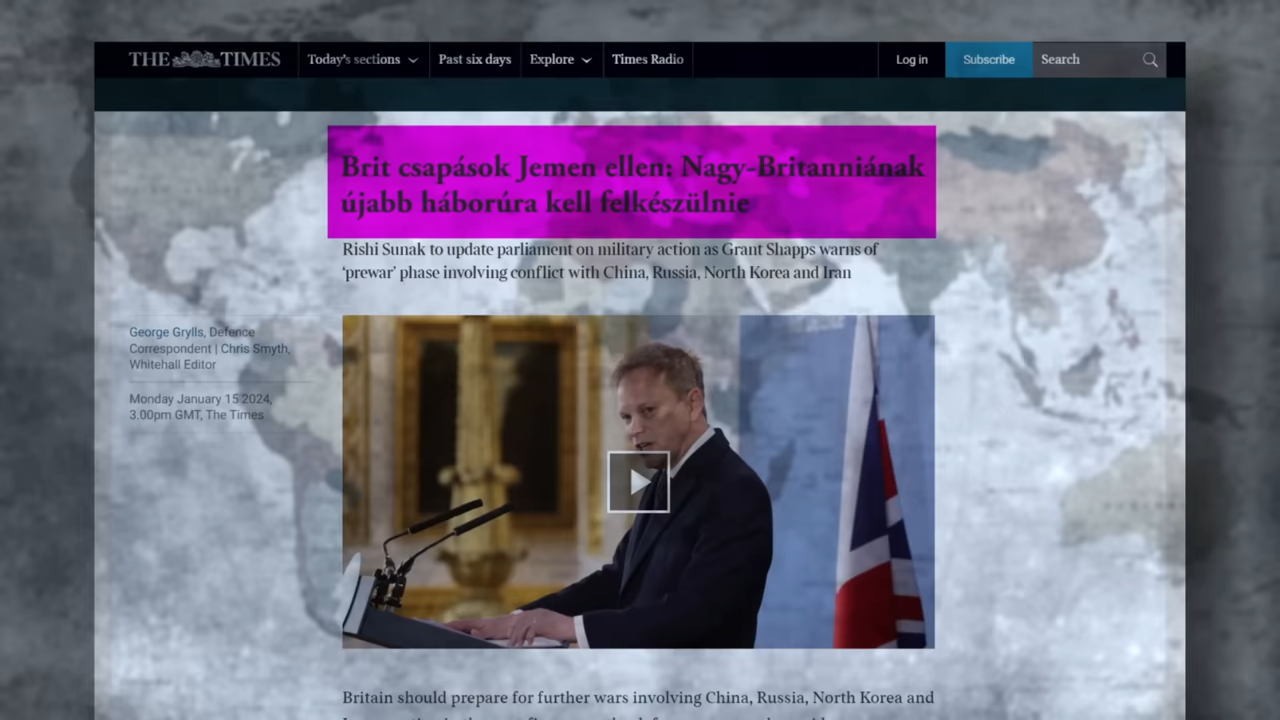 THE TIMES
Today's sections
Past six days
Explore
Times Radio
Log in
Subscribe
Search
Brit csapások Jemen ellen: Nagy-Britanniának
újabb háborúra kell felkészülnie
Rishi Sunak to update parliament on military action as Grant Shapps warns of
‘prewar’ phase involving conflict with China, Russia, North Korea and Iran
George Grylls, Defence
Correspondent | Chris Smyth,
Whitehall Editor
Monday January 15 2024,
3.00pm GMT, The Times
Britain should prepare for further wars involving China, Russia, North Korea and